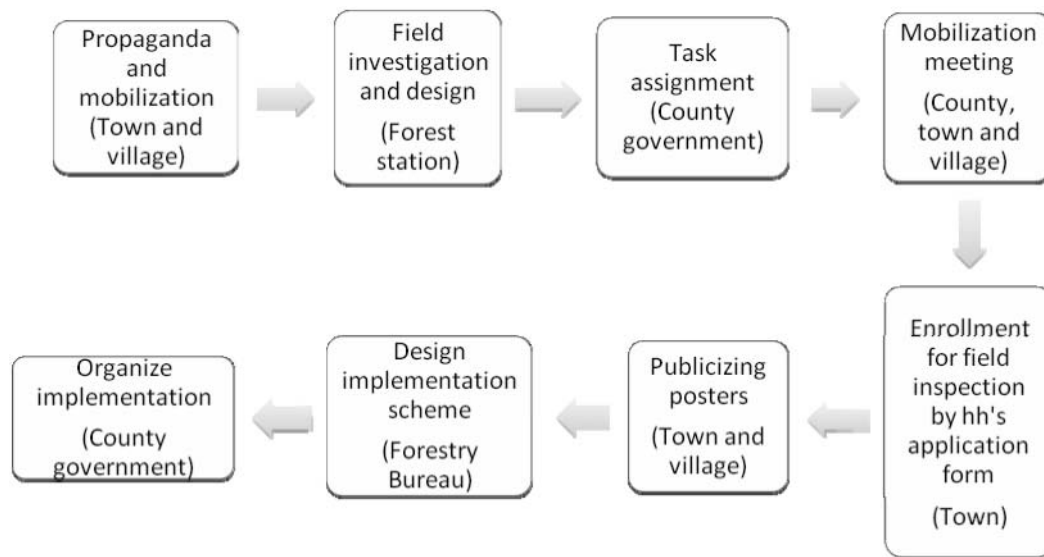 Propaganda
and
mobilization
(Town and
village)
Field
investigation
and design
(Forest
station)
Task
assignment
(County
government)
Mobilization
meeting
(County,
town and
village)
Enrollment
for field
inspection
by hh's
application
form
(Town)
Publicizing
posters
(Town and
village)
Design
implementation
scheme
(Forestry
Bureau)
Organize
implementation
(County
government)